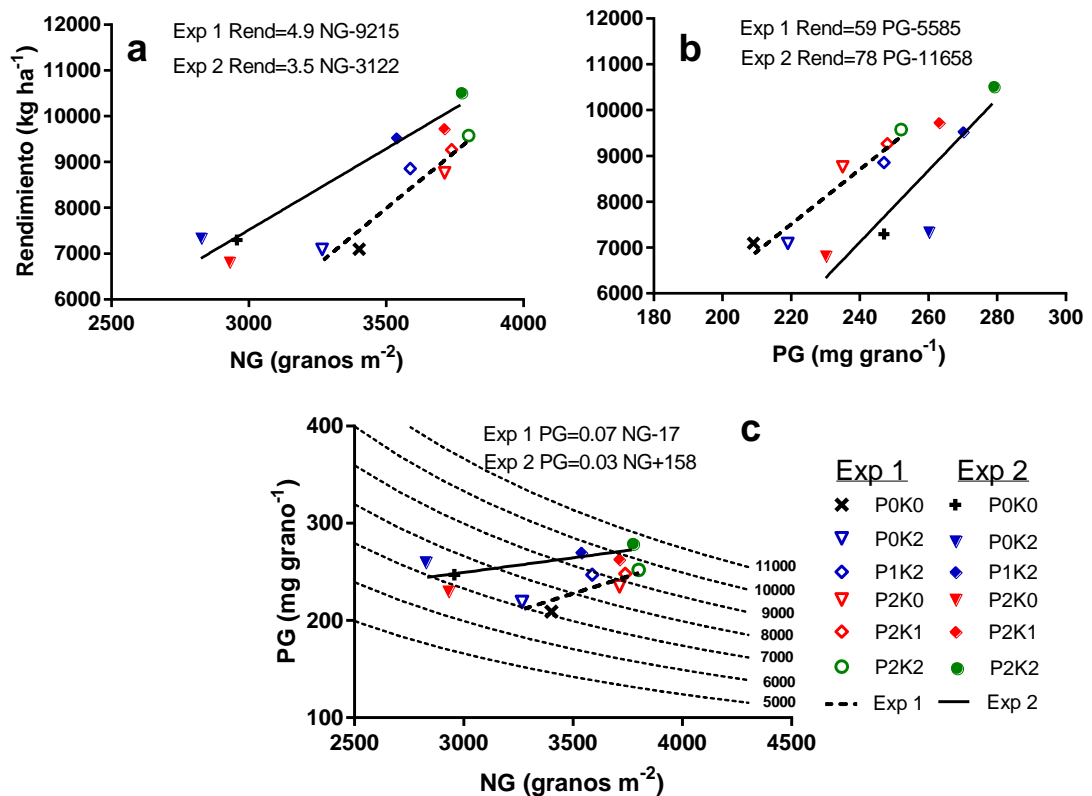 a
Exp 1 Rend=4.9 NG-9215
Exp 2 Rend=3.5 NG-3122
Rendimiento (kg ha⁻¹)
11000
10000
9000
8000
7000
6000
2500 3000 3500 4000
NG (granos m⁻²)
b
Exp 1 Rend=59 PG-5585
Exp 2 Rend=78 PG-11658
11000
10000
9000
8000
7000
6000
180 200 220 240 260 280 300
PG (mg grano⁻¹)
c
Exp 1 PG=0.07 NG-17
Exp 2 PG=0.03 NG+158
PG (mg grano⁻¹)
400
300
200
100
11000
10000
9000
8000
7000
6000
5000
2500 3000 3500 4000 4500
NG (granos m⁻²)
Exp 1 Exp 2
P0K0 P0K0
P0K2 P0K2
P1K2 P1K2
P2K0 P2K0
P2K1 P2K1
P2K2 P2K2
Exp 1 Exp 2